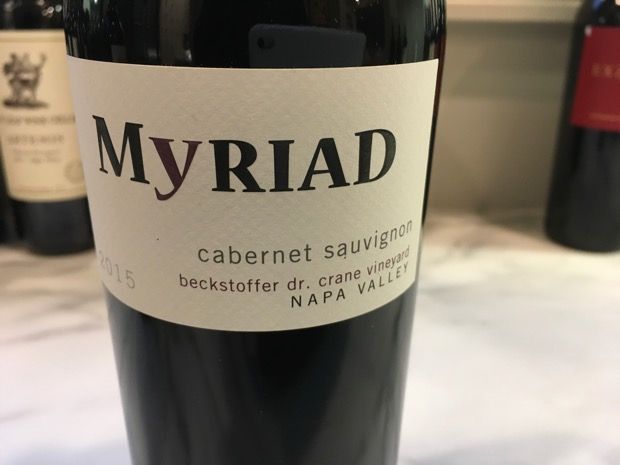 MyRIAD
cabernet sauvignon
2015
beckstoffer dr. crane vineyard
NAPA VALLEY